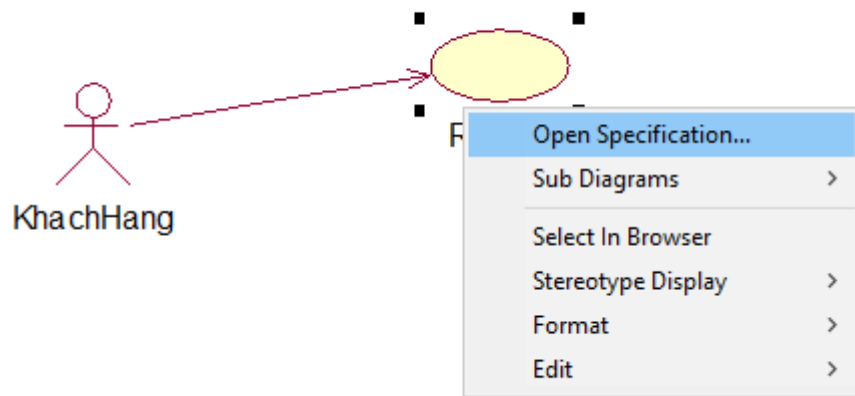 Open Specification...
Sub Diagrams
KhachHang
Select In Browser
Stereotype Display
Format
Edit